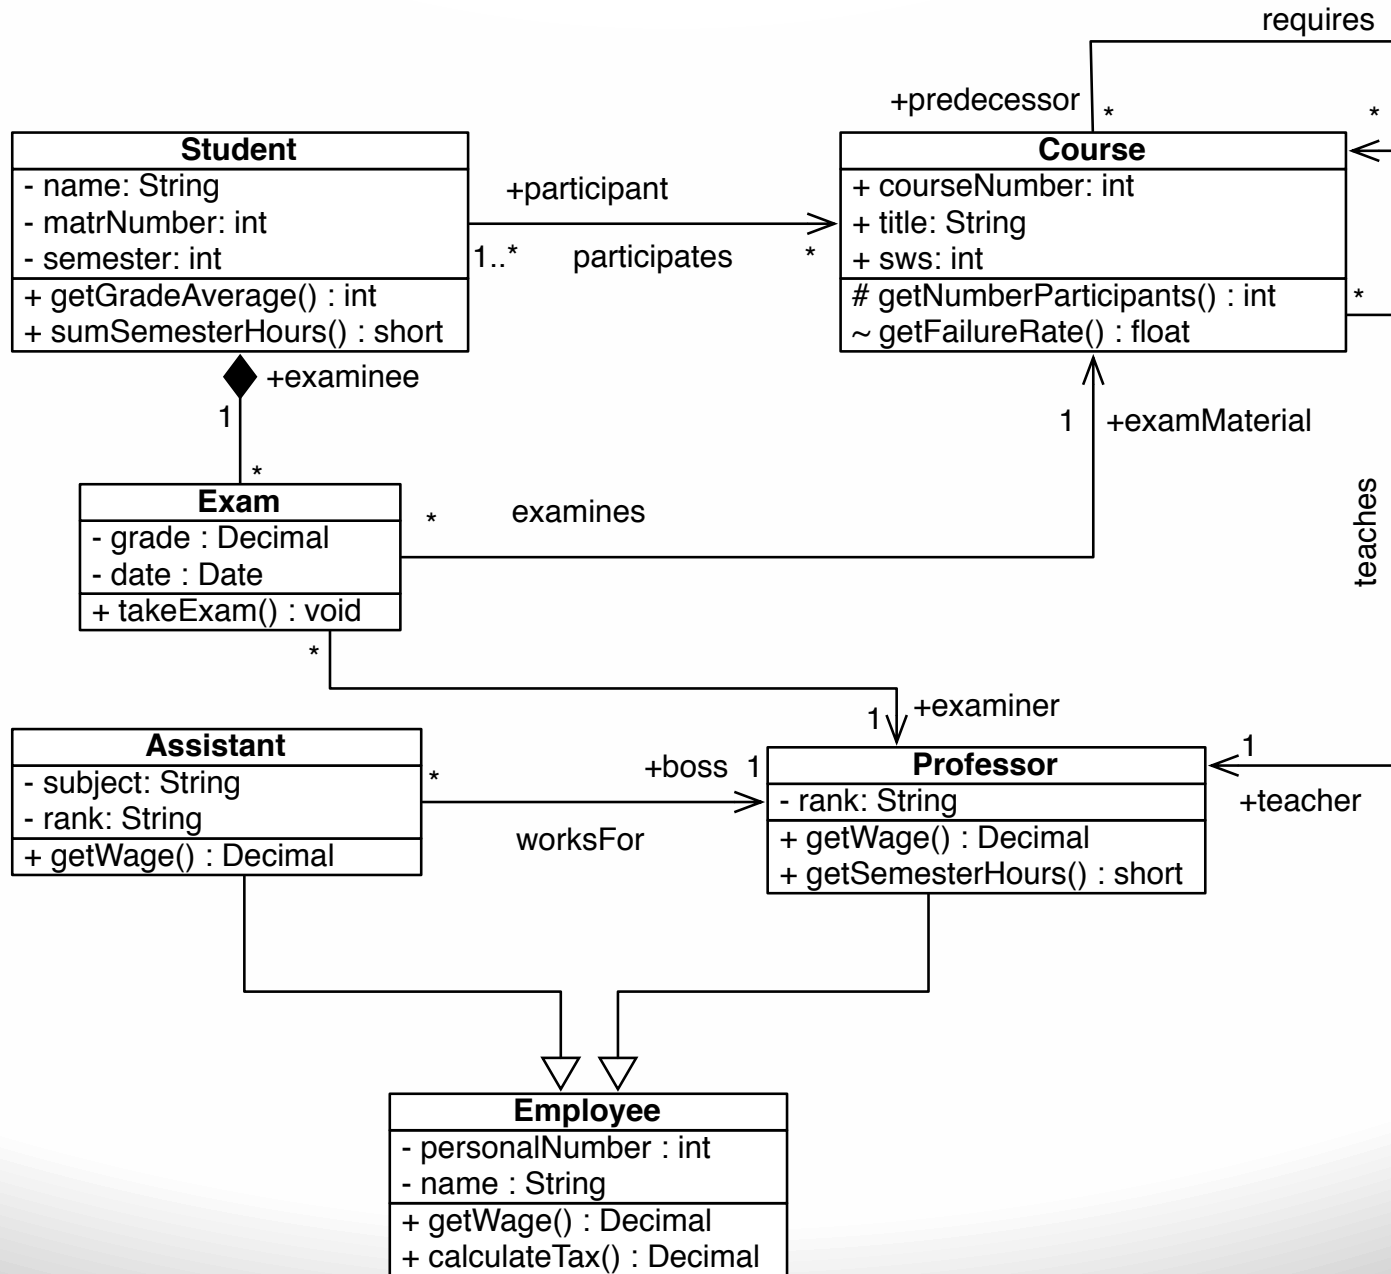 requires
+predecessor
*
*
Student
- name: String
- matrNumber: int
- semester: int
+ getGradeAverage() : int
+ sumSemesterHours() : short
+participant
1..*
participates
*
Course
+ courseNumber: int
+ title: String
+ sws: int
# getNumberParticipants() : int
~ getFailureRate() : float
*
+examinee
1
*
1
+examMaterial
Exam
- grade : Decimal
- date : Date
+ takeExam() : void
*
examines
teaches
*
1
+examiner
Assistant
- subject: String
- rank: String
+ getWage() : Decimal
*
+boss
1
worksFor
Professor
- rank: String
+ getWage() : Decimal
+ getSemesterHours() : short
1
+teacher
Employee
- personalNumber : int
- name : String
+ getWage() : Decimal
+ calculateTax() : Decimal